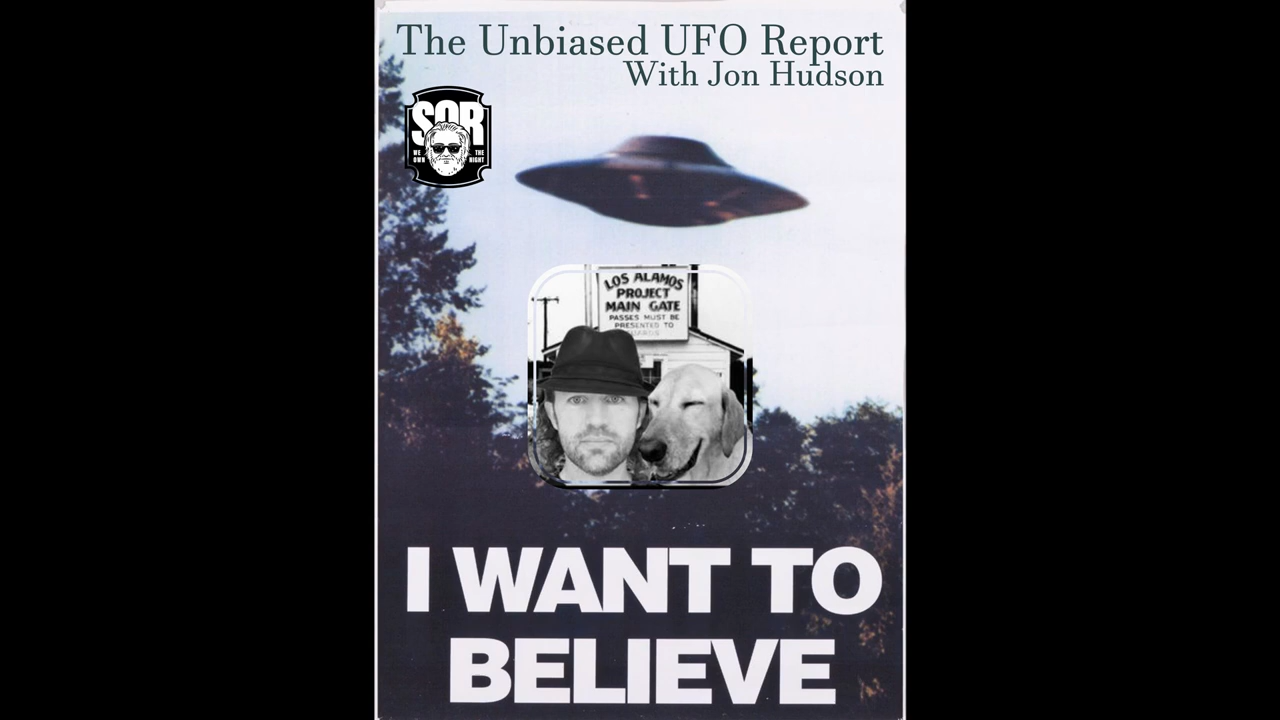 The Unbiased UFO Report
With Jon Hudson
SOR
WE OWN
THE NIGHT
LOS ALAMOS
PROJECT
MAIN GATE
PASSES MUST BE
PRESENTED TO
GUARDS
I WANT TO
BELIEVE